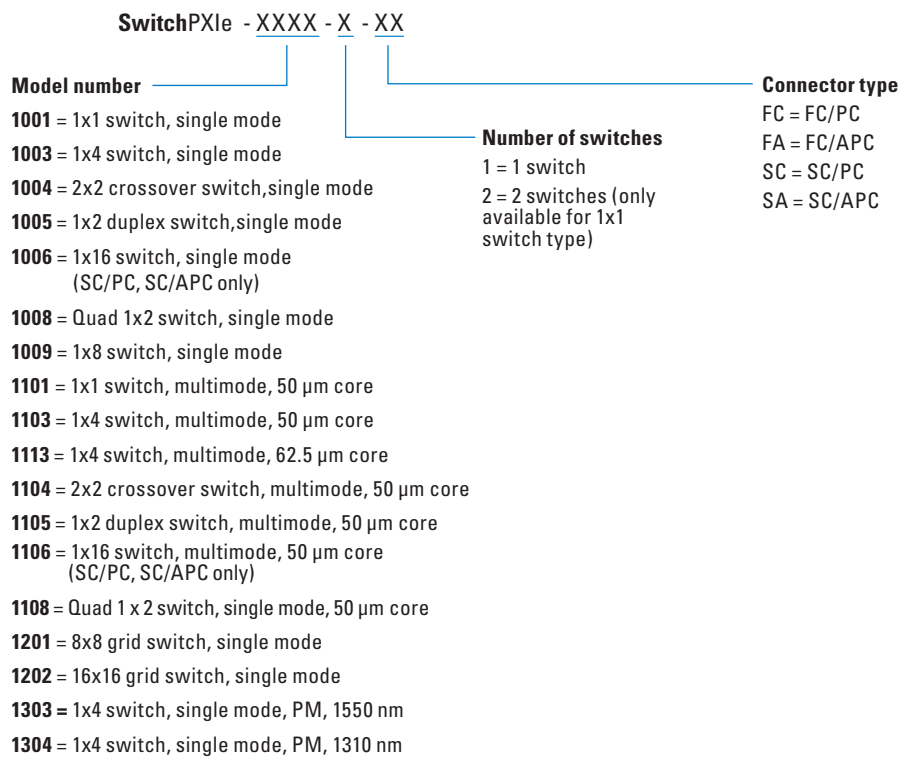 SwitchPXIe - XXXX - X - XX
Model number
1001 = 1x1 switch, single mode
1003 = 1x4 switch, single mode
1004 = 2x2 crossover switch,single mode
1005 = 1x2 duplex switch,single mode
1006 = 1x16 switch, single mode
(SC/PC, SC/APC only)
1008 = Quad 1x2 switch, single mode
1009 = 1x8 switch, single mode
1101 = 1x1 switch, multimode, 50 µm core
1103 = 1x4 switch, multimode, 50 µm core
1113 = 1x4 switch, multimode, 62.5 µm core
1104 = 2x2 crossover switch, multimode, 50 µm core
1105 = 1x2 duplex switch, multimode, 50 µm core
1106 = 1x16 switch, multimode, 50 µm core
(SC/PC, SC/APC only)
1108 = Quad 1 x 2 switch, single mode, 50 µm core
1201 = 8x8 grid switch, single mode
1202 = 16x16 grid switch, single mode
1303 = 1x4 switch, single mode, PM, 1550 nm
1304 = 1x4 switch, single mode, PM, 1310 nm
Number of switches
1 = 1 switch
2 = 2 switches (only
available for 1x1
switch type)
Connector type
FC = FC/PC
FA = FC/APC
SC = SC/PC
SA = SC/APC